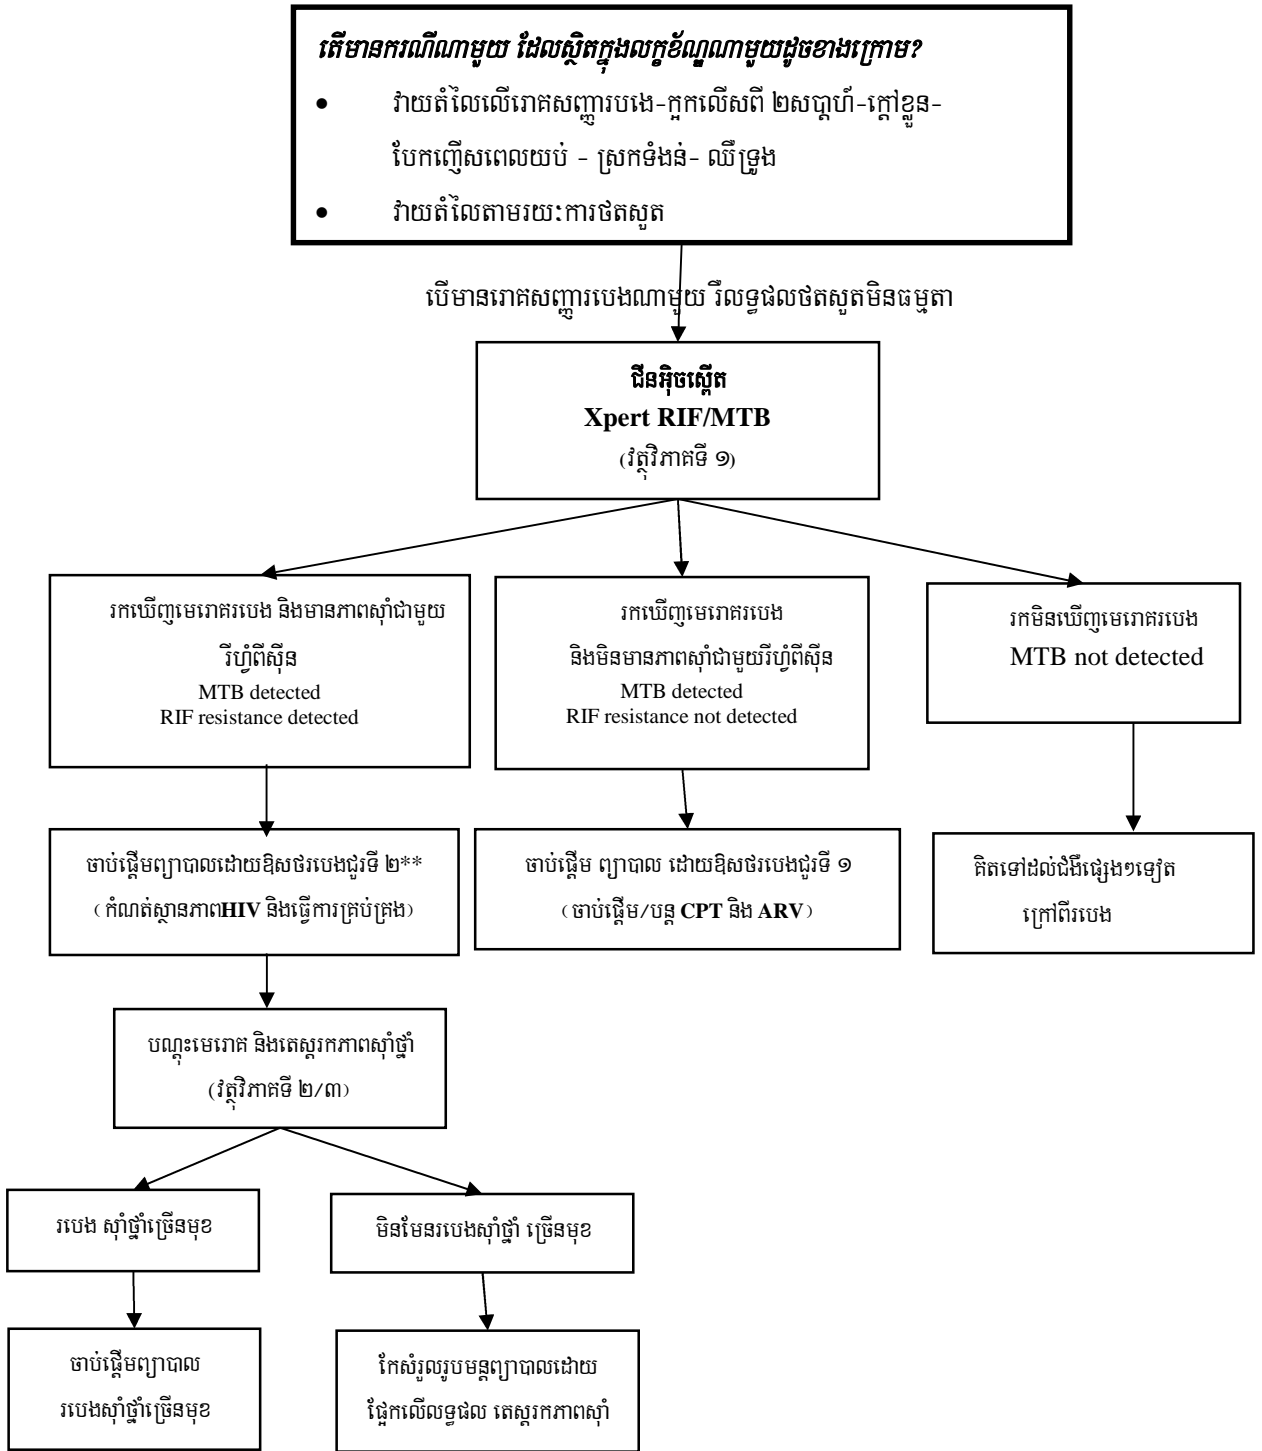 តើមានករណីណាមួយ ដែលស្ថិតក្នុងលក្ខខ័ណ្ឌណាមួយដូចខាងក្រោម?
• វាយតំលៃលើរោគសញ្ញារបេង-ក្អកលើសពី ២សបា្តហ៍-ក្តៅខ្លួន-
បែកញើសពេលយប់ - ស្រកទំងន់- ឈឺទ្រូង
• វាយតំលៃតាមរយៈការថតសួត
បើមានរោគសញ្ញារបេងណាមួយ រឺលទ្ធផលថតសួតមិនធម្មតា
ជីនអ៊ិចស្ពើត
Xpert RIF/MTB
(វត្ថុវិភាគទី ១)
រកឃើញមេរោគរបេង និងមានភាពស៊ាំជាមួយ
រីហ្វំពីស៊ីន
MTB detected
RIF resistance detected
រកឃើញមេរោគរបេង
និងមិនមានភាពស៊ាំជាមួយរីហ្វំពីស៊ីន
MTB detected
RIF resistance not detected
រកមិនឃើញមេរោគរបេង
MTB not detected
ចាប់ផ្តើមព្យាបាលដោយឱសថរបេងជួរទី ២**
( កំណត់ស្ថានភាពHIV និងធ្វើការគ្រប់គ្រង)
ចាប់ផ្តើម ព្យាបាល ដោយឱសថរបេងជួរទី ១
( ចាប់ផ្តើម/បន្ត CPT និង ARV)
គិតទៅដល់ជំងឺផ្សេងៗទៀត
ក្រៅពីរបេង
បណ្តុះមេរោគ និងតេស្តរកភាពស៊ាំថ្នាំ
(វត្ថុវិភាគទី ២/៣)
របេង ស៊ាំថ្នាំច្រើនមុខ
មិនមែនរបេងស៊ាំថ្នាំ ច្រើនមុខ
ចាប់ផ្តើមព្យាបាល
របេងស៊ាំថ្នាំច្រើនមុខ
កែសំរួលរូបមន្តព្យាបាលដោយ
ផ្អែកលើលទ្ធផល តេស្តរកភាពស៊ាំ